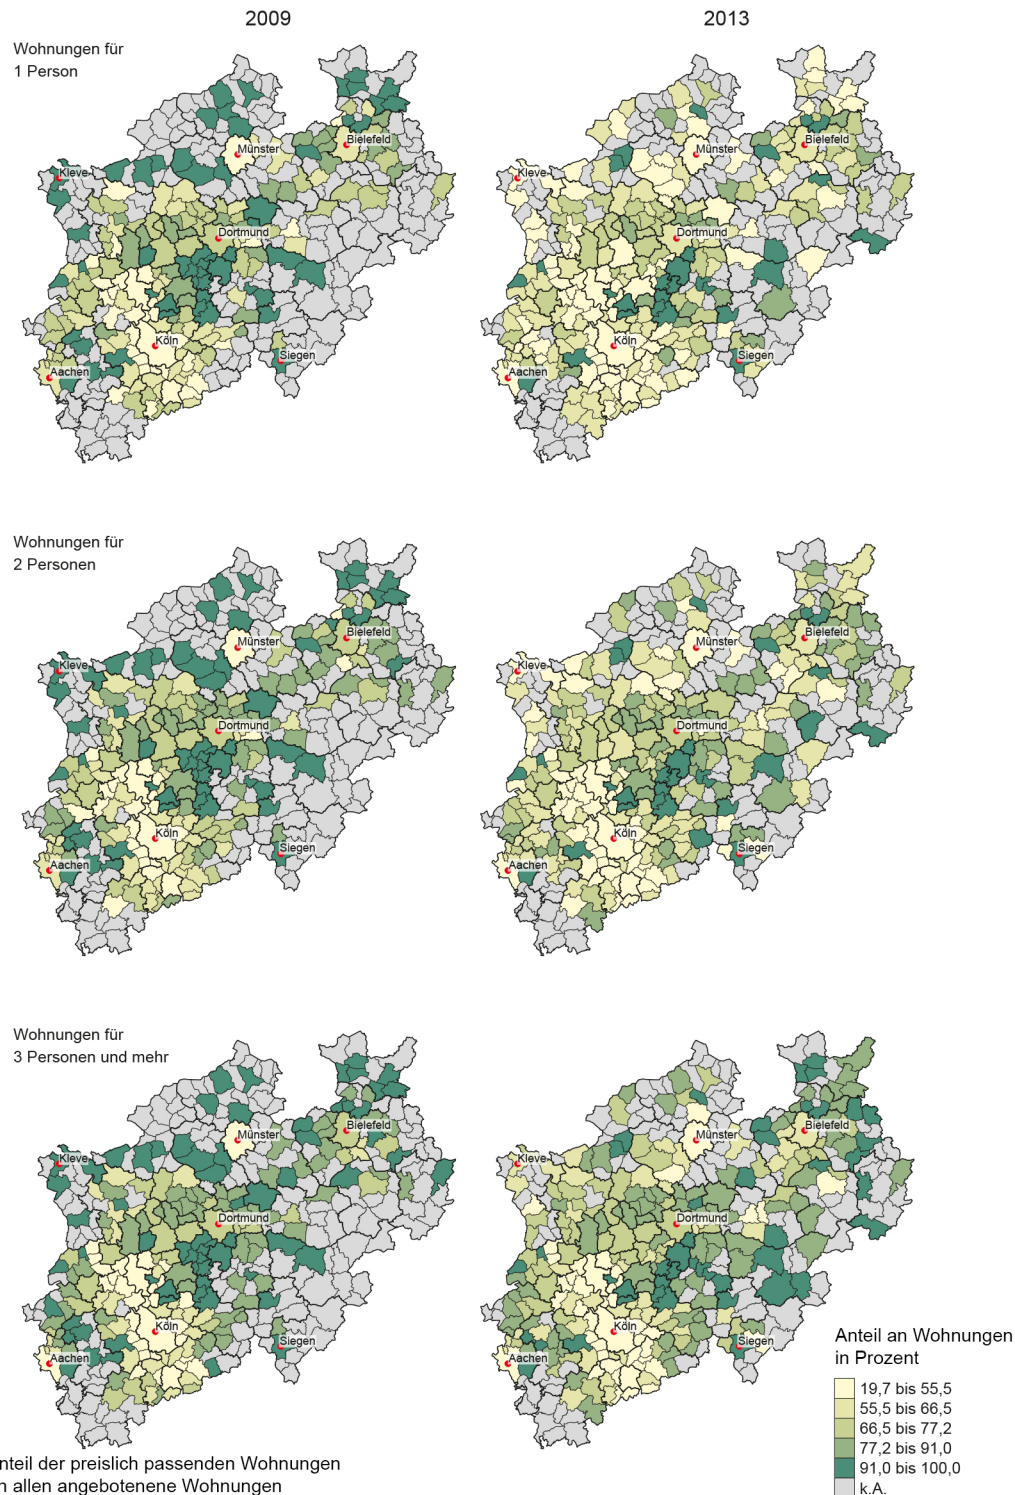 2009
2013
Wohnungen für
1 Person
Münster
Bielefeld
Kleve
Dortmund
Köln
Siegen
Aachen
Münster
Bielefeld
Kleve
Dortmund
Köln
Siegen
Aachen
Wohnungen für
2 Personen
Münster
Bielefeld
Kleve
Dortmund
Köln
Siegen
Aachen
Münster
Bielefeld
Kleve
Dortmund
Köln
Siegen
Aachen
Wohnungen für
3 Personen und mehr
Münster
Bielefeld
Kleve
Dortmund
Köln
Siegen
Aachen
Münster
Bielefeld
Kleve
Dortmund
Köln
Siegen
Aachen
Anteil an Wohnungen
in Prozent
19,7 bis 55,5
55,5 bis 66,5
66,5 bis 77,2
77,2 bis 91,0
91,0 bis 100,0
k.A.
nteil der preislich passenden Wohnungen
n allen angebotenene Wohnungen